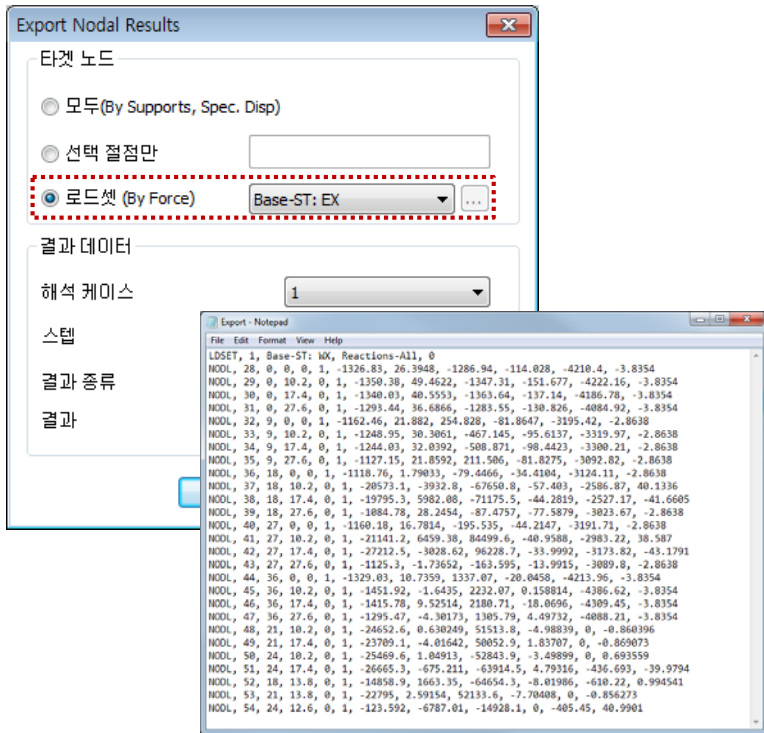 Export Nodal Results
타겟 노드
모두(By Supports, Spec. Disp)
선택 절점만
로드셋 (By Force)
Base-ST: EX
...
결과 데이터
해석 케이스
1
스텝
결과 종류
결과
Export - Notepad
File Edit Format View Help
LDSET, 1, Base-ST: WX, Reactions-All, 0
NODL, 28, 0, 0, 0, 1, -1326.83, 26.3948, -1286.94, -114.028, -4210.4, -3.8354
NODL, 29, 0, 10.2, 0, 1, -1350.38, 49.4622, -1347.31, -151.677, -4222.16, -3.8354
NODL, 30, 0, 17.4, 0, 1, -1340.03, 40.5553, -1363.64, -137.14, -4186.78, -3.8354
NODL, 31, 0, 27.6, 0, 1, -1293.44, 36.6866, -1283.55, -130.826, -4084.92, -3.8354
NODL, 32, 9, 0, 0, 1, -1162.46, 21.882, 254.828, -81.8647, -3195.42, -2.8638
NODL, 33, 9, 10.2, 0, 1, -1248.95, 30.3061, -467.145, -95.6137, -3319.97, -2.8638
NODL, 34, 9, 17.4, 0, 1, -1244.03, 32.0392, -508.871, -98.4423, -3300.21, -2.8638
NODL, 35, 9, 27.6, 0, 1, -1127.15, 21.8592, 211.506, -81.8275, -3092.82, -2.8638
NODL, 36, 18, 0, 0, 1, -1118.76, 1.79033, -79.4466, -34.4104, -3124.11, -2.8638
NODL, 37, 18, 10.2, 0, 1, -20573.1, -3932.8, -67650.8, -57.403, -2586.87, 40.1336
NODL, 38, 18, 17.4, 0, 1, -19795.3, 5982.08, -71175.5, -44.2819, -2527.17, -41.6605
NODL, 39, 18, 27.6, 0, 1, -1084.78, 28.2454, -87.4757, -77.5879, -3023.67, -2.8638
NODL, 40, 27, 0, 0, 1, -1160.18, 16.7814, -195.535, -44.2147, -3191.71, -2.8638
NODL, 41, 27, 10.2, 0, 1, -21141.2, 6459.38, 84499.6, -40.9588, -2983.22, 38.587
NODL, 42, 27, 17.4, 0, 1, -27212.5, -3028.62, 96228.7, -33.9992, -3173.82, -43.1791
NODL, 43, 27, 27.6, 0, 1, -1125.3, -1.73652, -163.595, -13.9915, -3089.8, -2.8638
NODL, 44, 36, 0, 0, 1, -1329.03, 10.7359, 1337.07, -20.0458, -4213.96, -3.8354
NODL, 45, 36, 10.2, 0, 1, -1451.92, -1.6435, 2232.07, 0.158814, -4386.62, -3.8354
NODL, 46, 36, 17.4, 0, 1, -1415.78, 9.52514, 2180.71, -18.0696, -4309.45, -3.8354
NODL, 47, 36, 27.6, 0, 1, -1295.47, -4.30173, 1305.79, 4.49732, -4088.21, -3.8354
NODL, 48, 21, 10.2, 0, 1, -24652.6, 0.630249, 51513.8, -4.98839, 0, -0.860396
NODL, 49, 21, 17.4, 0, 1, -23709.1, -4.01642, 50052.9, 1.83707, 0, -0.869073
NODL, 50, 24, 10.2, 0, 1, -25469.6, 1.04913, -52843.9, -3.49899, 0, 0.693559
NODL, 51, 24, 17.4, 0, 1, -26665.3, -675.211, -63914.5, 4.79316, -436.693, -39.9794
NODL, 52, 18, 13.8, 0, 1, -14858.9, 1663.35, -64654.3, -8.01986, -610.22, 0.994541
NODL, 53, 21, 13.8, 0, 1, -22795, 2.59154, 52133.6, -7.70408, 0, -0.856273
NODL, 54, 24, 12.6, 0, 1, -123.592, -6787.01, -14928.1, 0, -405.45, 40.9901